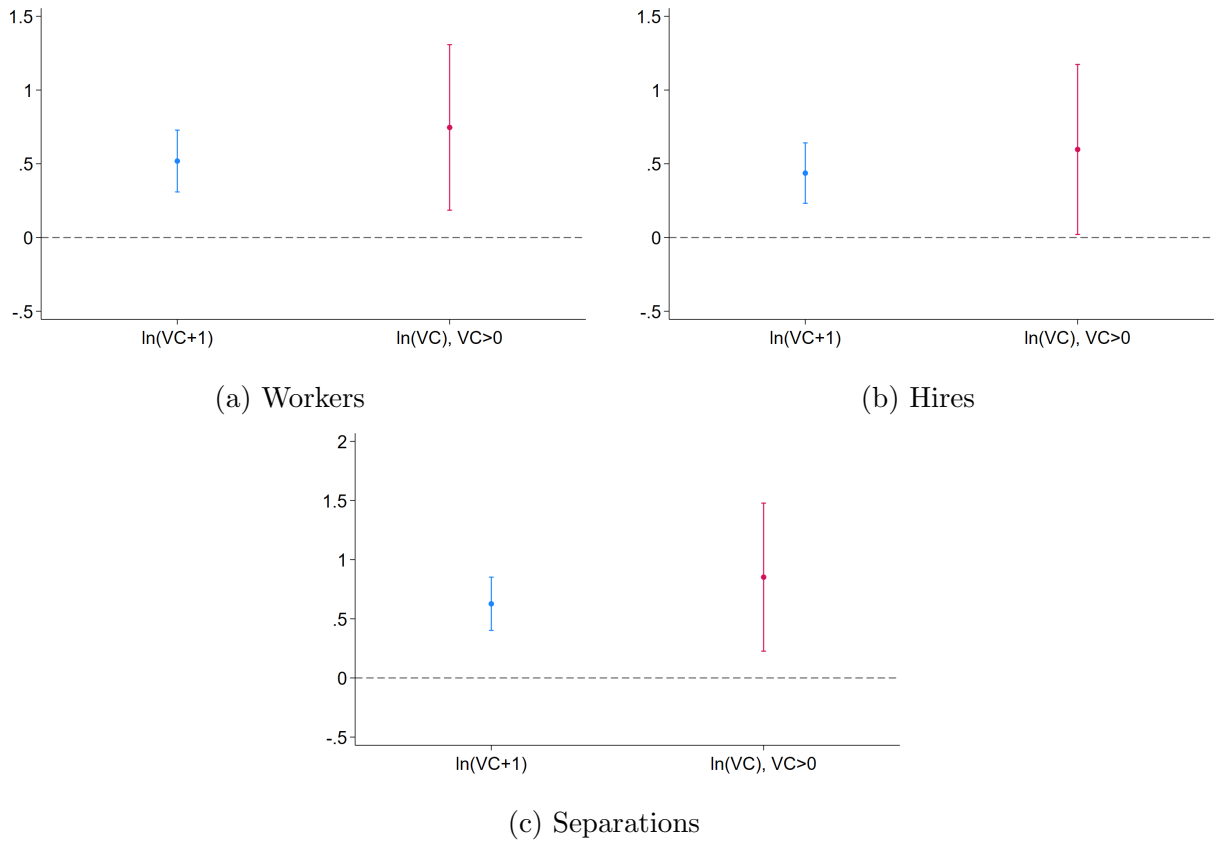 1.5
1
.5
0
-.5
ln(VC+1) ln(VC), VC>0
(a) Workers
1.5
1
.5
0
-.5
ln(VC+1) ln(VC), VC>0
(b) Hires
2
1.5
1
.5
0
-.5
ln(VC+1) ln(VC), VC>0
(c) Separations